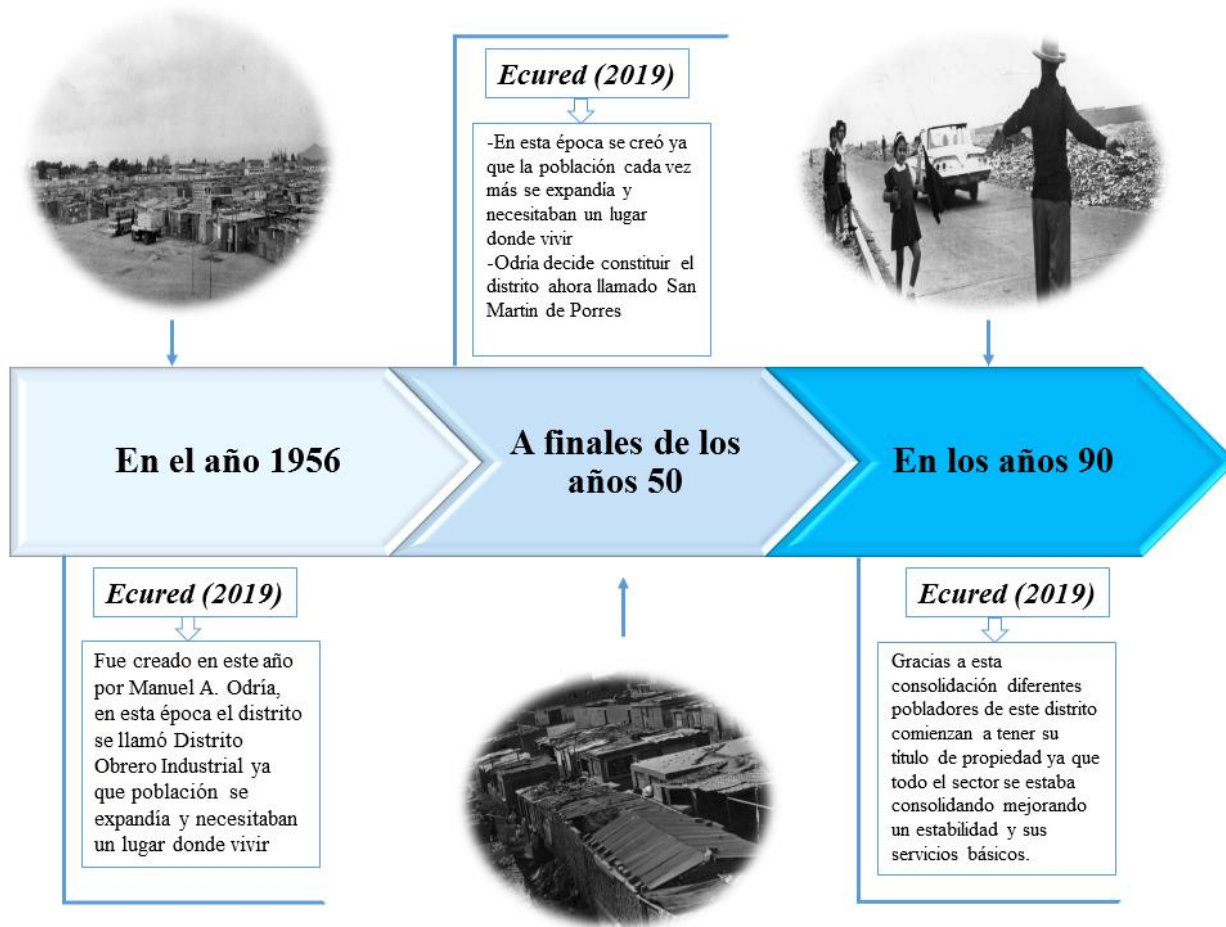 Ecured (2019)
-En esta época se creó ya
que la población cada vez
más se expandía y
necesitaban un lugar
donde vivir
-Odría decide constituir el
distrito ahora llamado San
Martin de Porres
En el año 1956
A finales de los
años 50
En los años 90
Ecured (2019)
Fue creado en este año
por Manuel A. Odría,
en esta época el distrito
se llamó Distrito
Obrero Industrial ya
que población se
expandía y necesitaban
un lugar donde vivir
Ecured (2019)
Gracias a esta
consolidación diferentes
pobladores de este distrito
comienzan a tener su
título de propiedad ya que
todo el sector se estaba
consolidando mejorando
un estabilidad y sus
servicios básicos.